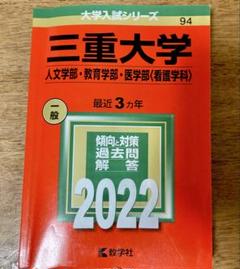 大学入試シリーズ
94
三重大学
人文学部・教育学部・医学部〈看護学科〉
一般
最近3ヵ年
傾向と対策
過去問
解答
2022
数学社